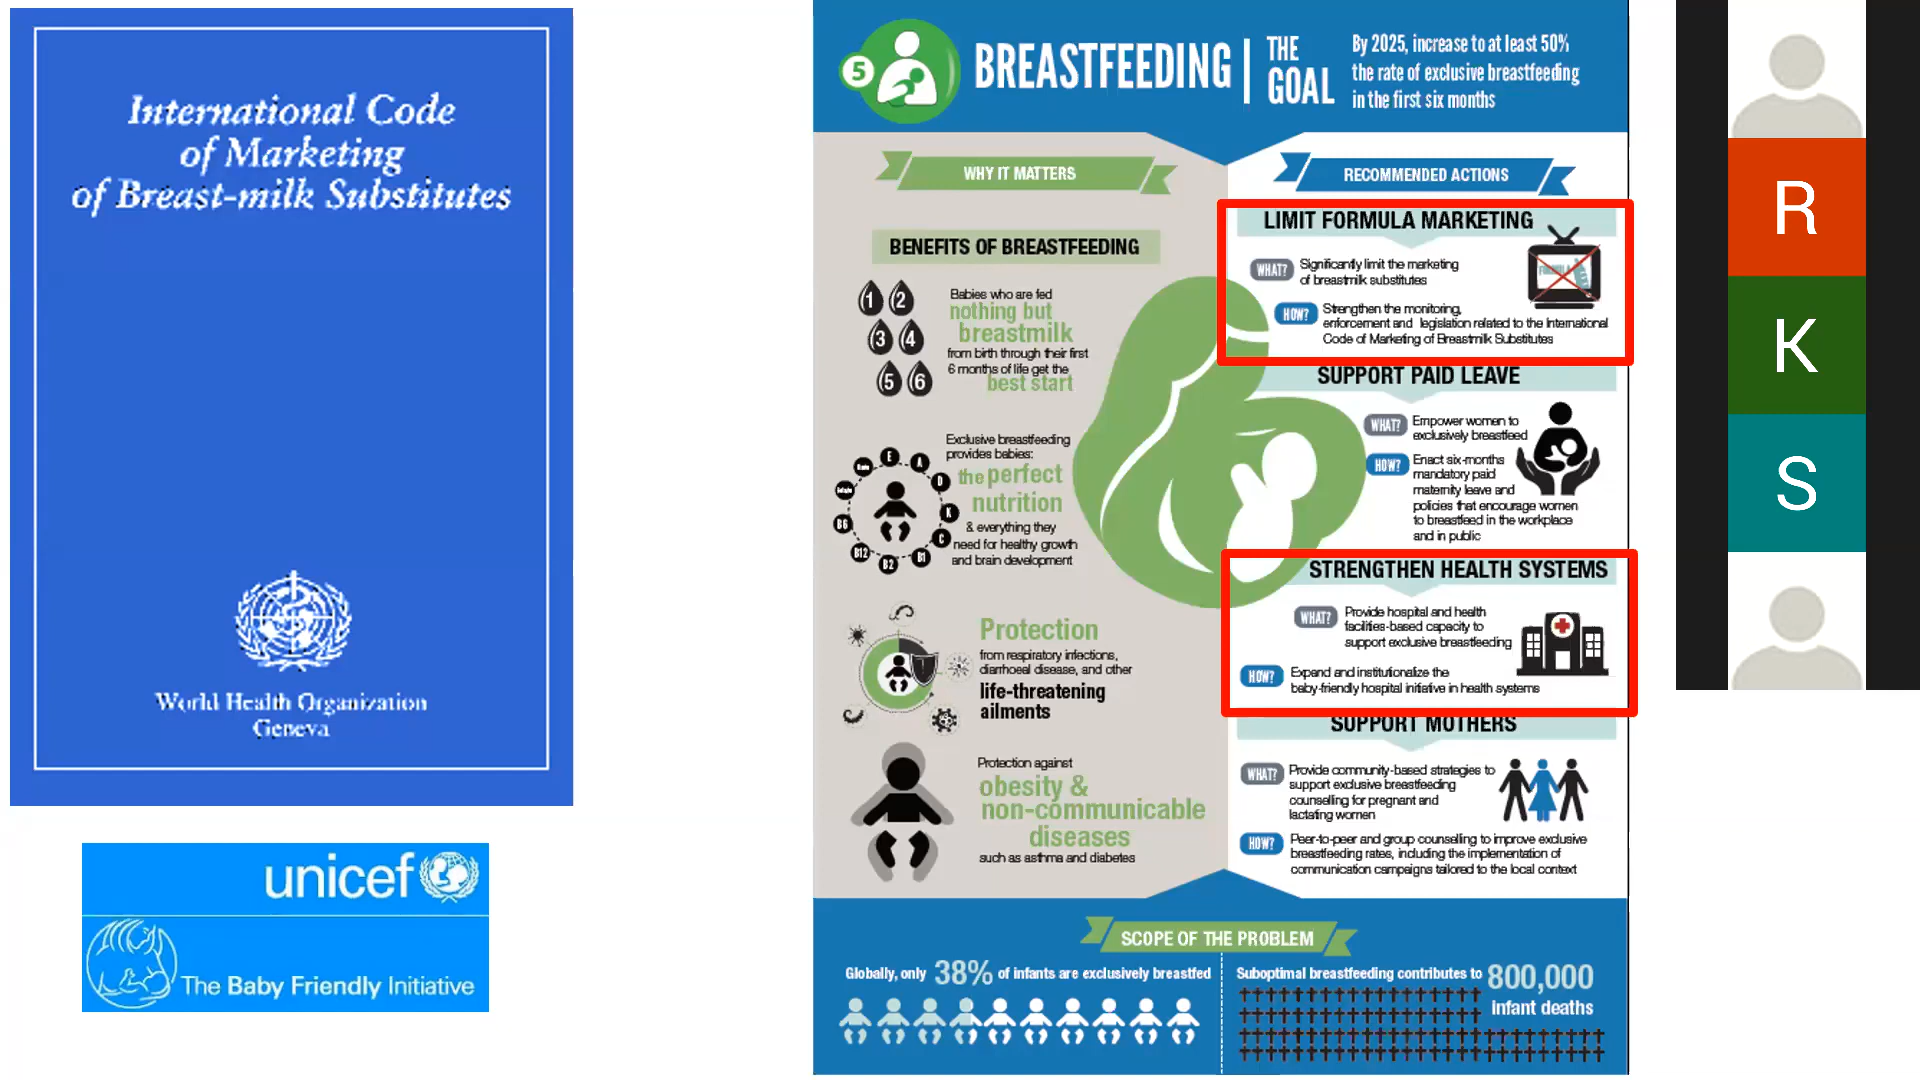 International Code
of Marketing
of Breast-milk Substitutes
World Health Organization
Geneva
unicef
The Baby Friendly Initiative
5
BREASTFEEDING
THE
GOAL
By 2025, increase to at least 50%
the rate of exclusive breastfeeding
in the first six months
WHY IT MATTERS
BENEFITS OF BREASTFEEDING
1 2
3 4
5 6
Babies who are fed
nothing but
breastmilk
from birth through their first
6 months of life get the
best start
Exclusive breastfeeding
provides babies:
the perfect
nutrition
& everything they
need for healthy growth
and brain development
E
A
D
K
C
B1
B2
B12
B6
Protection
from respiratory infections,
diarrhoeal disease, and other
life-threatening
ailments
Protection against
obesity &
non-communicable
diseases
such as asthma and diabetes
RECOMMENDED ACTIONS
LIMIT FORMULA MARKETING
WHAT?
Significantly limit the marketing
of breastmilk substitutes
FORMULA
HOW?
Strengthen the monitoring,
enforcement and legislation related to the International
Code of Marketing of Breastmilk Substitutes
SUPPORT PAID LEAVE
WHAT?
Empower women to
exclusively breastfeed
HOW?
Enact six-months
mandatory paid
maternity leave and
policies that encourage women
to breastfeed in the workplace
and in public
STRENGTHEN HEALTH SYSTEMS
WHAT?
Provide hospital and health
facilities-based capacity to
support exclusive breastfeeding
HOW?
Expand and institutionalize the
baby-friendly hospital initiative in health systems
SUPPORT MOTHERS
WHAT?
Provide community-based strategies to
support exclusive breastfeeding
counselling for pregnant and
lactating women
HOW?
Peer-to-peer and group counselling to improve exclusive
breastfeeding rates, including the implementation of
communication campaigns tailored to the local context
SCOPE OF THE PROBLEM
Globally, only 38% of infants are exclusively breastfed
Suboptimal breastfeeding contributes to 800,000
infant deaths
R
K
S